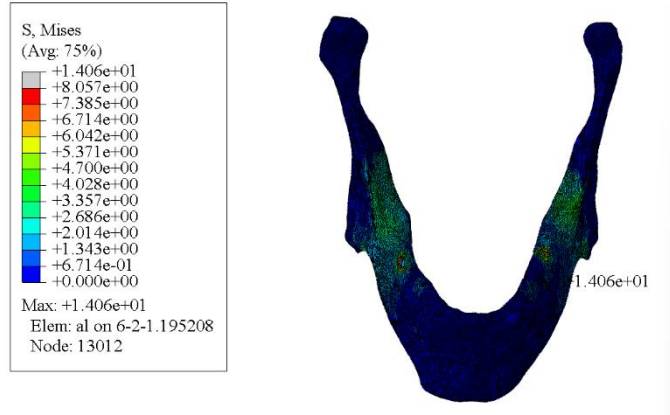 S, Mises
(Avg: 75%)
+1.406e+01
+8.057e+00
+7.385e+00
+6.714e+00
+6.042e+00
+5.371e+00
+4.700e+00
+4.028e+00
+3.357e+00
+2.686e+00
+2.014e+00
+1.343e+00
+6.714e-01
+0.000e+00
Max: +1.406e+01
Elem: al on 6-2-1.195208
Node: 13012
+1.406e+01